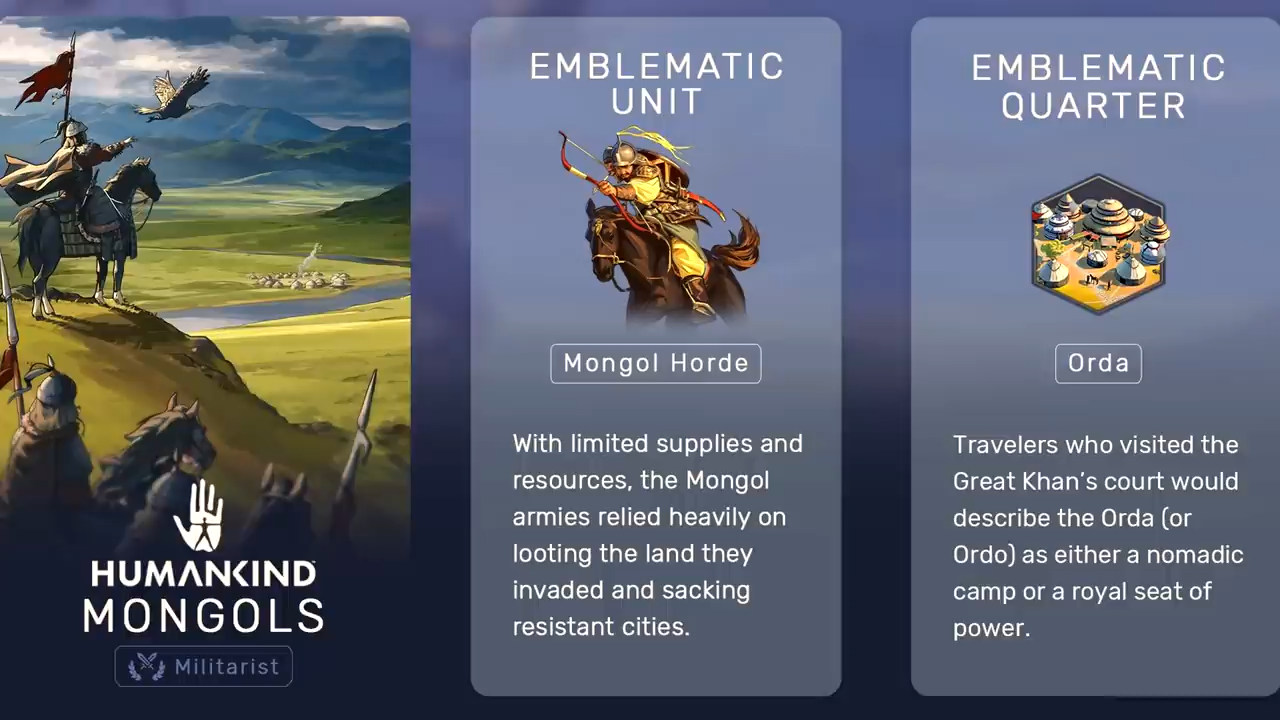 HUMANKIND
MONGOLS
Militarist
EMBLEMATIC
UNIT
Mongol Horde
With limited supplies and
resources, the Mongol
armies relied heavily on
looting the land they
invaded and sacking
resistant cities.
EMBLEMATIC
QUARTER
Orda
Travelers who visited the
Great Khan’s court would
describe the Orda (or
Ordo) as either a nomadic
camp or a royal seat of
power.